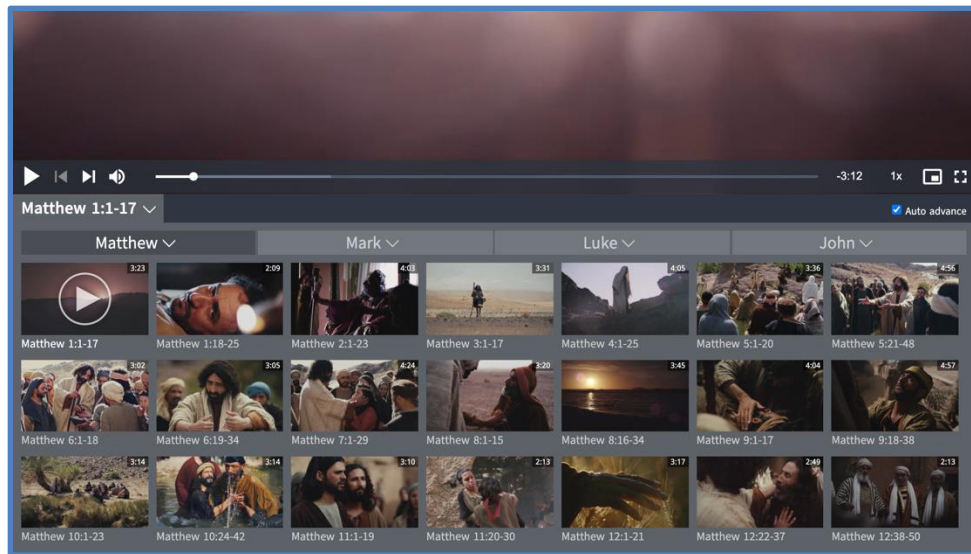 -3:12 1x
Matthew 1:1-17
Auto advance
Matthew Mark Luke John
3:23 2:09 4:03 3:31 4:05 3:36 4:56
Matthew 1:1-17 Matthew 1:18-25 Matthew 2:1-23 Matthew 3:1-17 Matthew 4:1-25 Matthew 5:1-20 Matthew 5:21-48
3:02 3:05 4:24 3:20 3:45 4:04 4:57
Matthew 6:1-18 Matthew 6:19-34 Matthew 7:1-29 Matthew 8:1-15 Matthew 8:16-34 Matthew 9:1-17 Matthew 9:18-38
3:14 3:14 3:10 2:13 3:17 2:49 2:13
Matthew 10:1-23 Matthew 10:24-42 Matthew 11:1-19 Matthew 11:20-30 Matthew 12:1-21 Matthew 12:22-37 Matthew 12:38-50